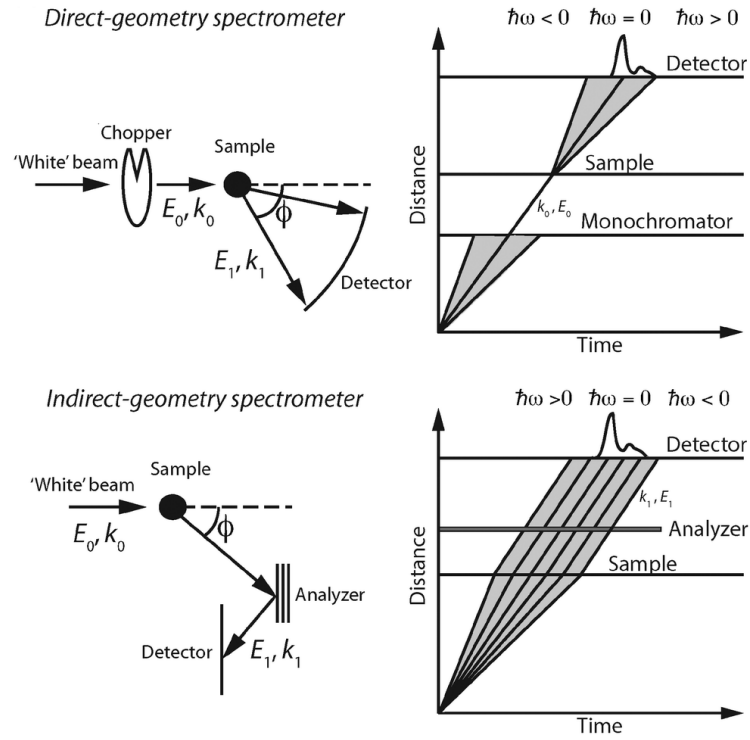 Direct-geometry spectrometer
Chopper
'White' beam
Sample
E₀, k₀
ϕ
E₁, k₁
Detector
ħω < 0 ħω = 0 ħω > 0
Detector
Sample
k₀, E₀
Monochromator
Distance
Time
Indirect-geometry spectrometer
Sample
'White' beam
E₀, k₀
ϕ
Analyzer
Detector
E₁, k₁
ħω >0 ħω = 0 ħω < 0
Detector
k₁, E₁
Analyzer
Sample
Distance
Time